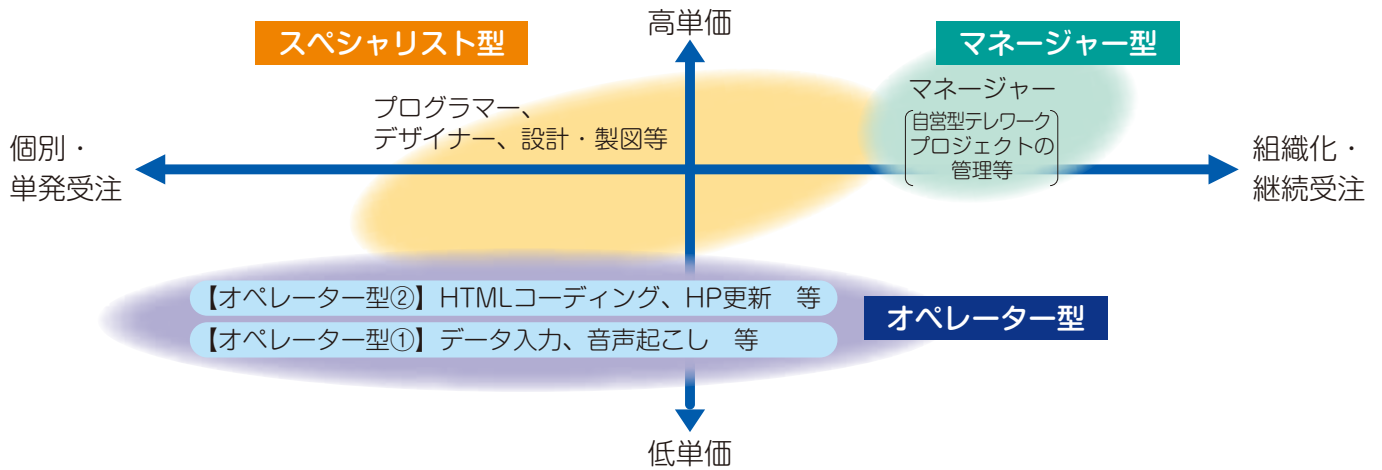 高単価
スペシャリスト型
マネージャー型
プログラマー、
デザイナー、設計・製図等
マネージャー
自営型テレワーク
プロジェクトの
管理等
個別・
単発受注
組織化・
継続受注
【オペレーター型②】HTMLコーディング、HP更新　等
【オペレーター型①】データ入力、音声起こし　等
オペレーター型
低単価